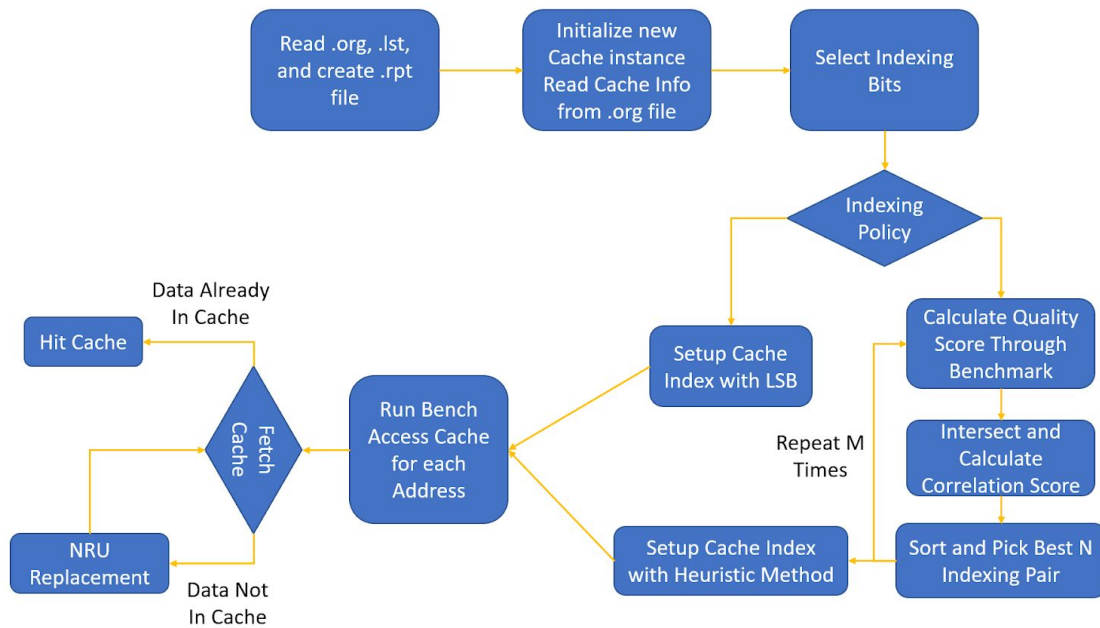 Read .org, .lst,
and create .rpt
file
Initialize new
Cache instance
Read Cache Info
from .org file
Select Indexing
Bits
Indexing
Policy
Data Already
In Cache
Hit Cache
Setup Cache
Index with LSB
Calculate Quality
Score Through
Benchmark
Run Bench
Access Cache
for each
Address
Fetch
Cache
Repeat M
Times
Intersect and
Calculate
Correlation Score
NRU
Replacement
Data Not
In Cache
Setup Cache Index
with Heuristic Method
Sort and Pick Best N
Indexing Pair